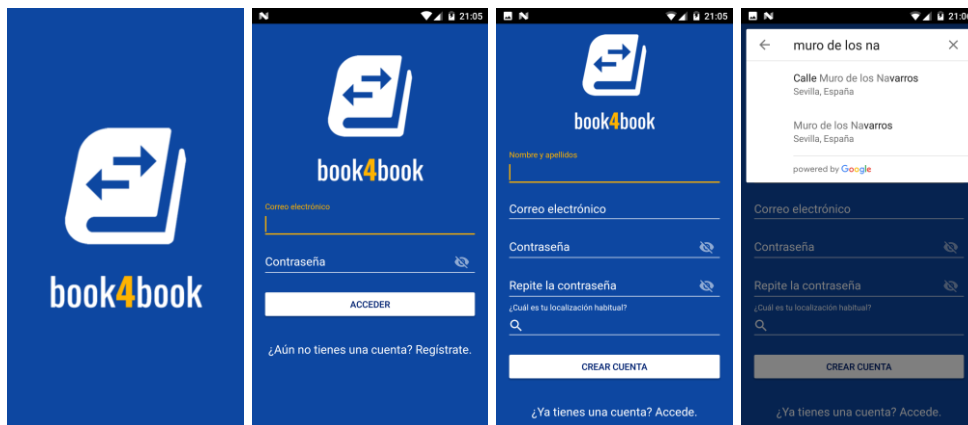 book4book
21:05
book4book
Correo electrónico
Contraseña
ACCEDER
¿Aún no tienes una cuenta? Regístrate.
21:05
book4book
Nombre y apellidos
Correo electrónico
Contraseña
Repite la contraseña
¿Cuál es tu localización habitual?
CREAR CUENTA
¿Ya tienes una cuenta? Accede.
muro de los na
Calle Muro de los Navarros
Sevilla, España
Muro de los Navarros
Sevilla, España
powered by Google
Correo electrónico
Contraseña
Repite la contraseña
¿Cuál es tu localización habitual?
CREAR CUENTA
¿Ya tienes una cuenta? Accede.